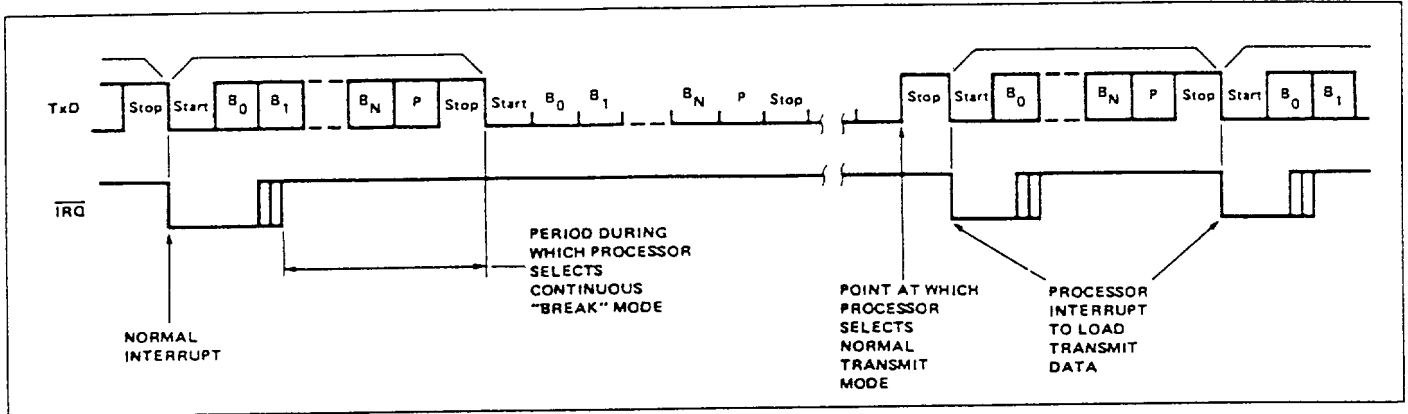 TxD Stop Start B0 B1 BN P Stop Start B0 B1 BN P Stop Stop Start B0 BN P Stop Start B0 B1
IRQ
NORMAL
INTERRUPT
PERIOD DURING
WHICH PROCESSOR
SELECTS
CONTINUOUS
"BREAK" MODE
POINT AT WHICH
PROCESSOR
SELECTS
NORMAL
TRANSMIT
MODE
PROCESSOR
INTERRUPT
TO LOAD
TRANSMIT
DATA